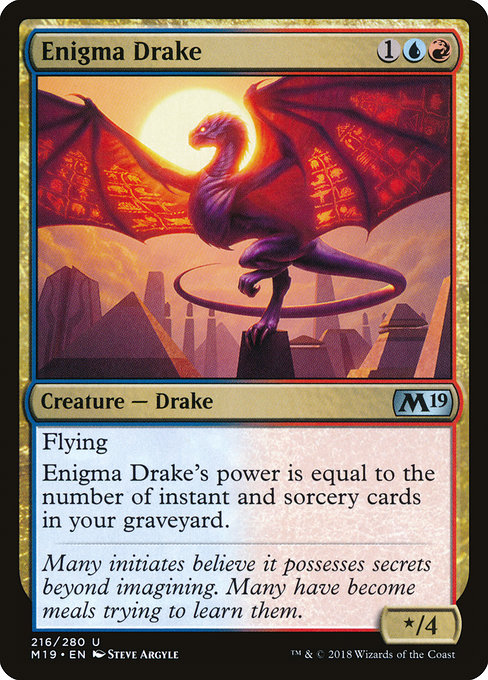 Enigma Drake 1
Creature — Drake M19
Flying
Enigma Drake's power is equal to the
number of instant and sorcery cards
in your graveyard.
Many initiates believe it possesses secrets
beyond imagining. Many have become
meals trying to learn them.
★/4
216/280 U
M19 • EN Steve Argyle ™ & © 2018 Wizards of the Coast